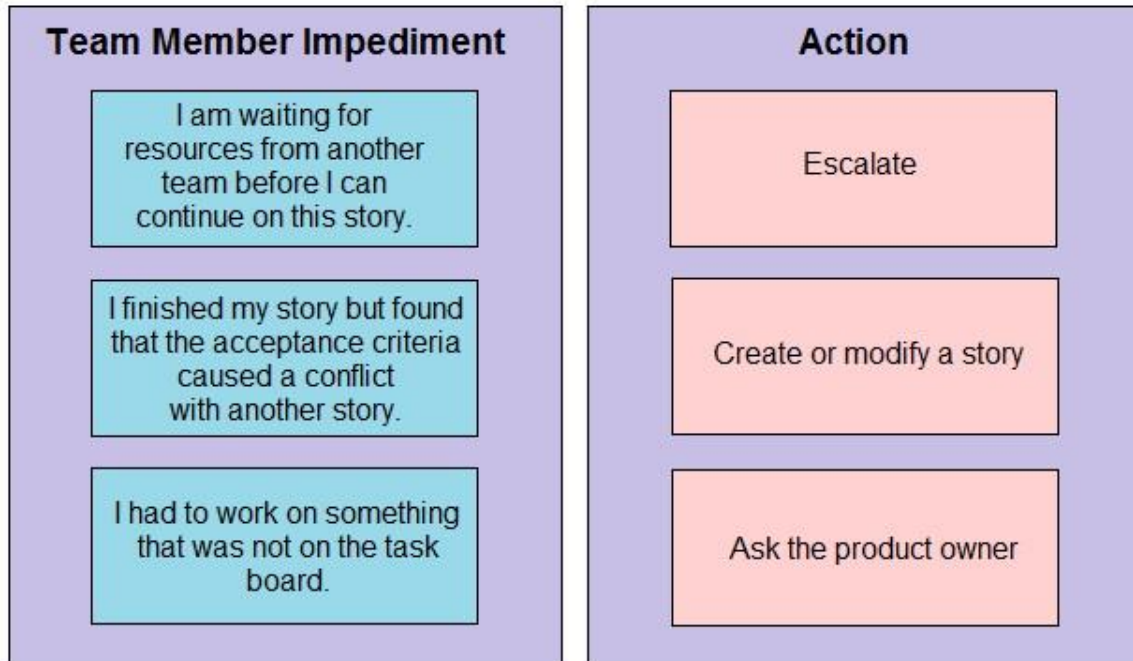 Team Member Impediment
I am waiting for
resources from another
team before I can
continue on this story.
I finished my story but found
that the acceptance criteria
caused a conflict
with another story.
I had to work on something
that was not on the task
board.
Action
Escalate
Create or modify a story
Ask the product owner